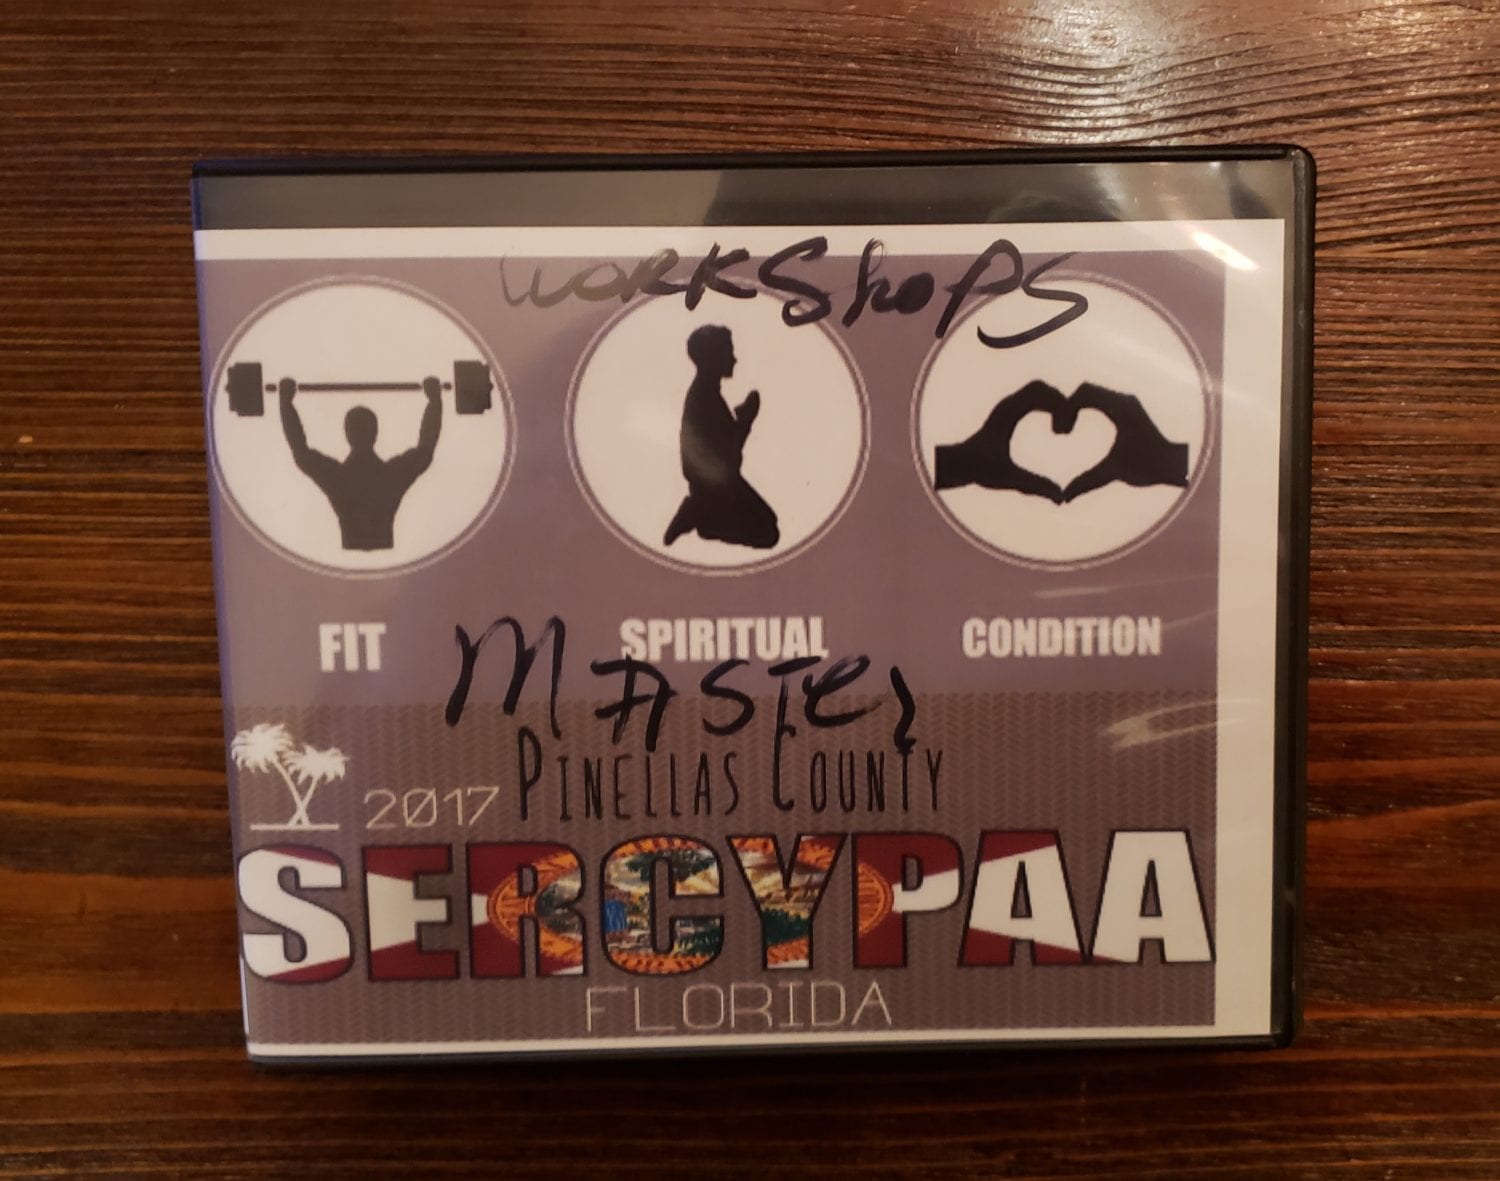 WORKShOPS
FIT SPIRITUAL CONDITION
MASTer
2017 PINELLAS COUNTY
SERCYPAA
FLORIDA